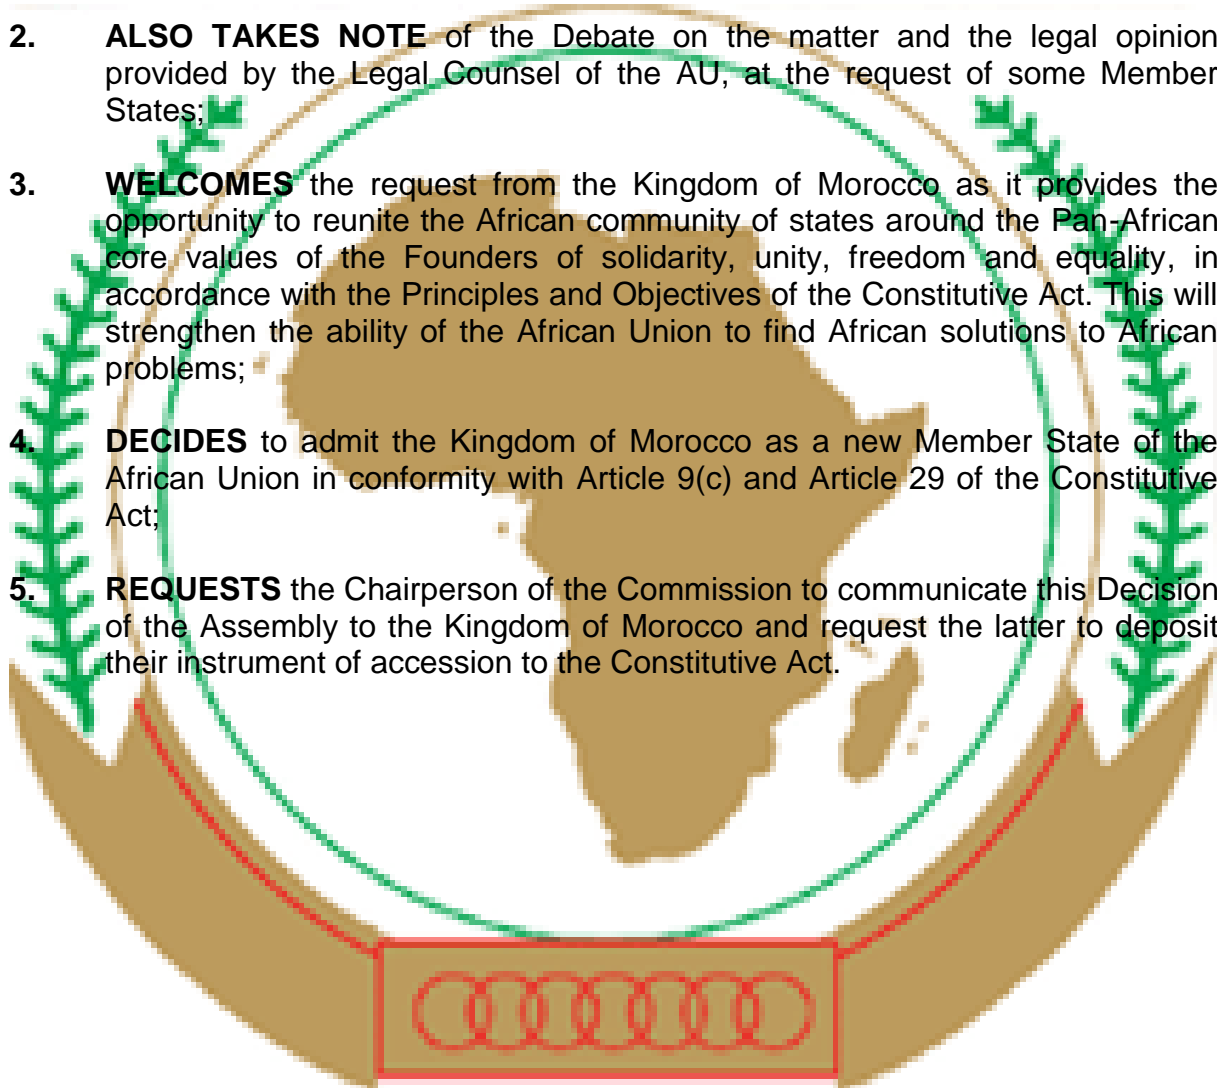 2. ALSO TAKES NOTE of the Debate on the matter and the legal opinion
provided by the Legal Counsel of the AU, at the request of some Member
States;
3. WELCOMES the request from the Kingdom of Morocco as it provides the
opportunity to reunite the African community of states around the Pan-African
core values of the Founders of solidarity, unity, freedom and equality, in
accordance with the Principles and Objectives of the Constitutive Act. This will
strengthen the ability of the African Union to find African solutions to African
problems;
4. DECIDES to admit the Kingdom of Morocco as a new Member State of the
African Union in conformity with Article 9(c) and Article 29 of the Constitutive
Act;
5. REQUESTS the Chairperson of the Commission to communicate this Decision
of the Assembly to the Kingdom of Morocco and request the latter to deposit
their instrument of accession to the Constitutive Act.